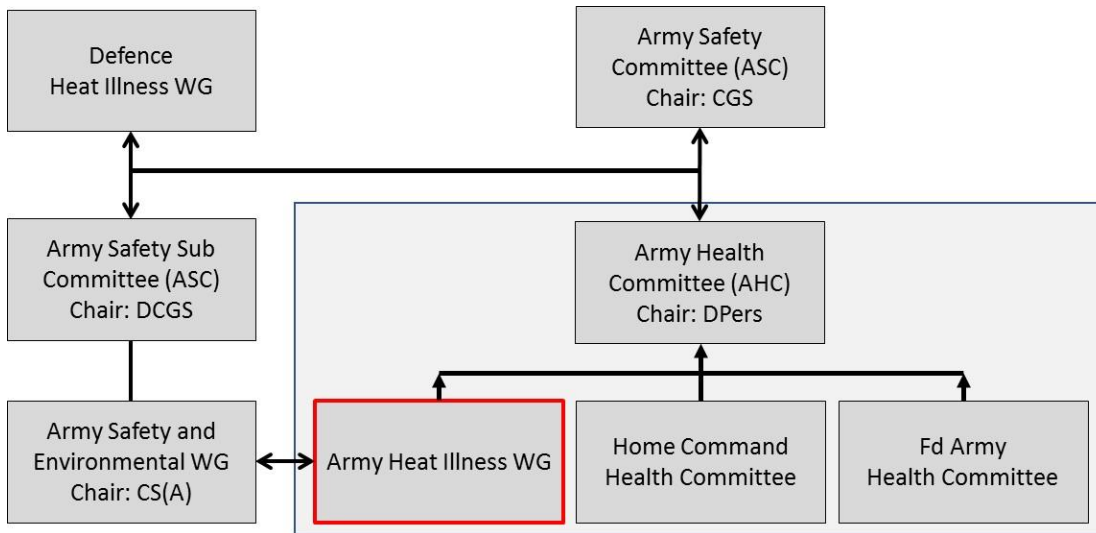 Defence
Heat Illness WG
Army Safety
Committee (ASC)
Chair: CGS
Army Safety Sub
Committee (ASC)
Chair: DCGS
Army Health
Committee (AHC)
Chair: DPers
Army Safety and
Environmental WG
Chair: CS(A)
Army Heat Illness WG
Home Command
Health Committee
Fd Army
Health Committee